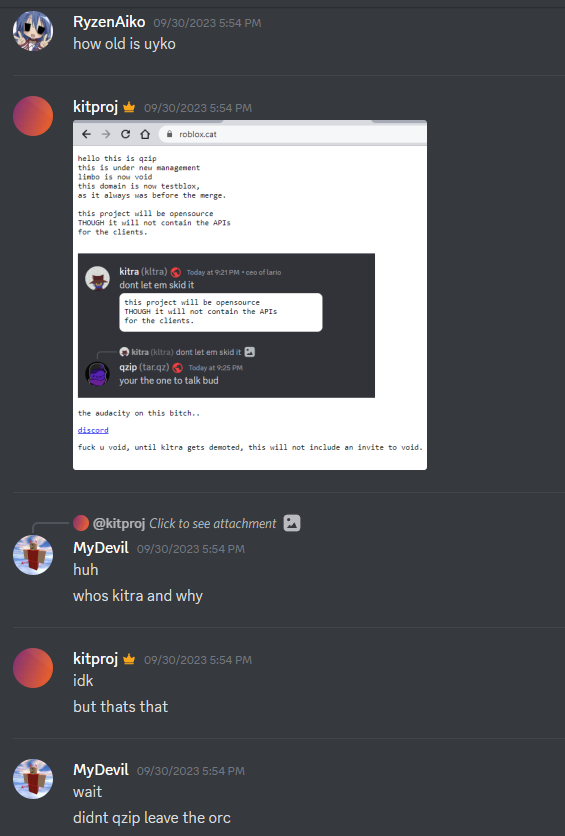 RyzenAiko 09/30/2023 5:54 PM
how old is uyko
kitproj 09/30/2023 5:54 PM
roblox.cat
hello this is qzip
this is under new management
limbo is now void
this domain is now testblox,
as it always was before the merge.
this project will be opensource
THOUGH it will not contain the APIs
for the clients.
kitra (kltra) Today at 9:21 PM • ceo of lario
dont let em skid it
this project will be opensource
THOUGH it will not contain the APIs
for the clients.
kitra (kltra) dont let em skid it
qzip (tar.qz) Today at 9:25 PM
your the one to talk bud
the audacity on this bitch..
discord
fuck u void, until kltra gets demoted, this will not include an invite to void.
@kitproj Click to see attachment
MyDevil 09/30/2023 5:54 PM
huh
whos kitra and why
kitproj 09/30/2023 5:54 PM
idk
but thats that
MyDevil 09/30/2023 5:54 PM
wait
didnt qzip leave the orc